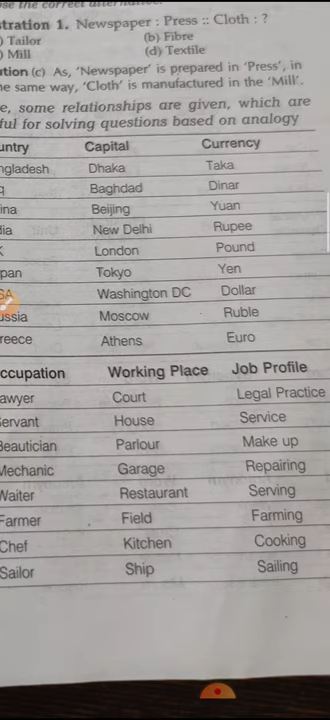 stration 1. Newspaper : Press :: Cloth : ?
) Tailor (b) Fibre
) Mill (d) Textile
ution (c) As, 'Newspaper' is prepared in 'Press', in
ne same way, 'Cloth' is manufactured in the 'Mill'.
e, some relationships are given, which are
ful for solving questions based on analogy
untry Capital Currency
ngladesh Dhaka Taka
q Baghdad Dinar
ina Beijing Yuan
dia New Delhi Rupee
K London Pound
pan Tokyo Yen
SA Washington DC Dollar
ussia Moscow Ruble
reece Athens Euro
ccupation Working Place Job Profile
awyer Court Legal Practice
ervant House Service
Beautician Parlour Make up
Mechanic Garage Repairing
Waiter Restaurant Serving
Farmer Field Farming
Chef Kitchen Cooking
Sailor Ship Sailing